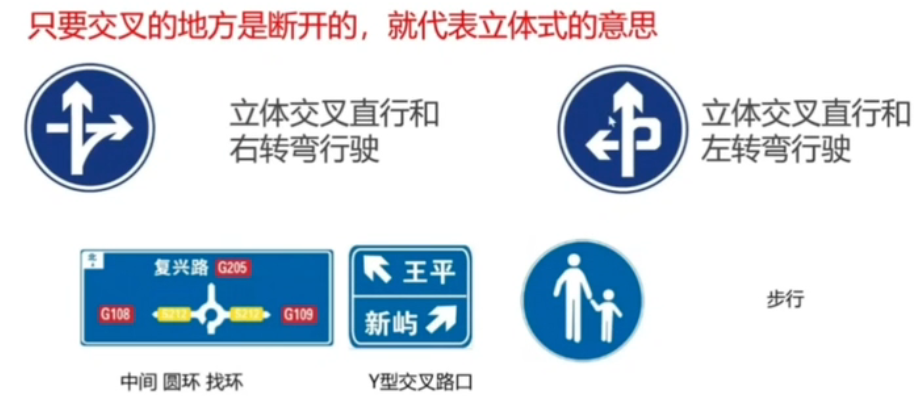 只要交叉的地方是断开的，就代表立体式的意思
立体交叉直行和
右转弯行驶
立体交叉直行和
左转弯行驶
北
复兴路 G205
G108 S212 S212 G109
王平
新屿
中间 圆环 找环
Y型交叉路口
步行